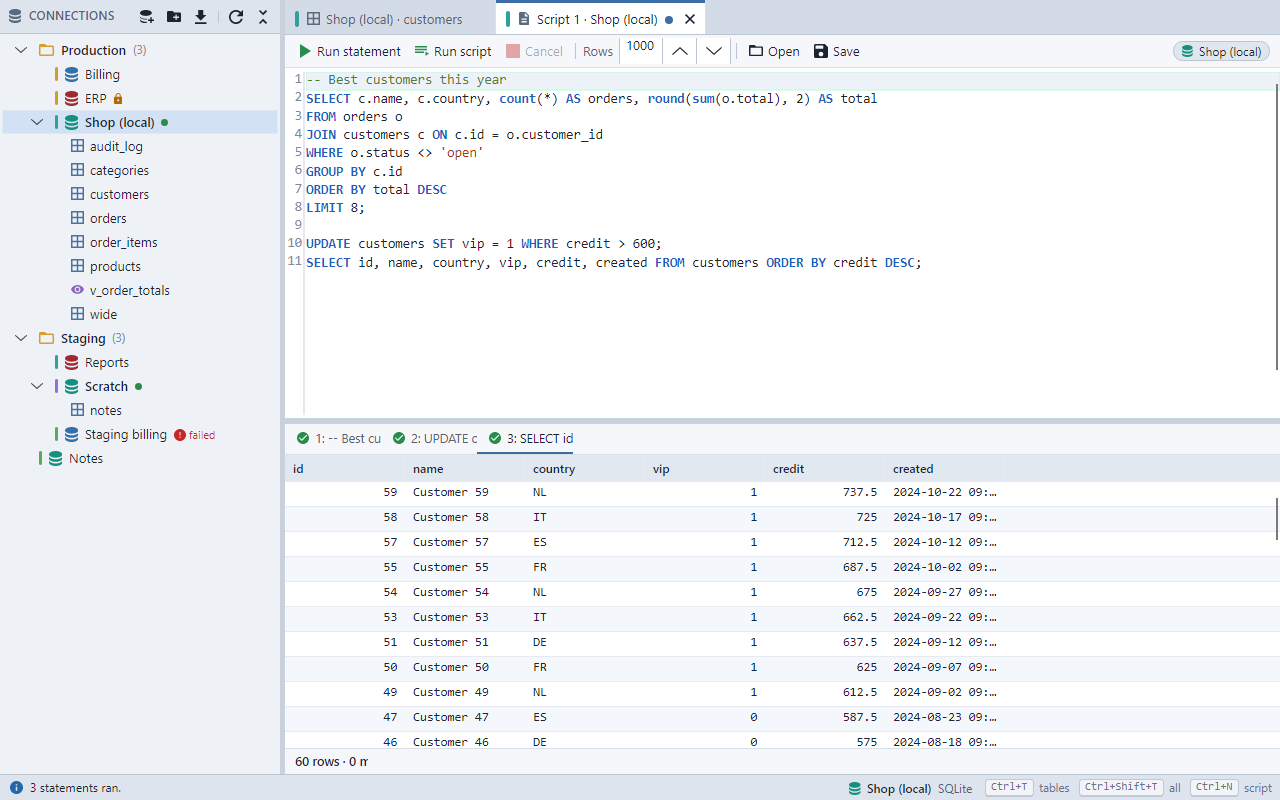 CONNECTIONS
Production (3)
Billing
ERP
Shop (local)
audit_log
categories
customers
orders
order_items
products
v_order_totals
wide
Staging (3)
Reports
Scratch
notes
Staging billing failed
Notes
Shop (local) · customers
Script 1 · Shop (local)
Run statement Run script Cancel Rows 1000 Open Save Shop (local)
1 -- Best customers this year
2 SELECT c.name, c.country, count(*) AS orders, round(sum(o.total), 2) AS total
3 FROM orders o
4 JOIN customers c ON c.id = o.customer_id
5 WHERE o.status <> 'open'
6 GROUP BY c.id
7 ORDER BY total DESC
8 LIMIT 8;
9
10 UPDATE customers SET vip = 1 WHERE credit > 600;
11 SELECT id, name, country, vip, credit, created FROM customers ORDER BY credit DESC;
1: -- Best cu 2: UPDATE c 3: SELECT id
id name country vip credit created
59 Customer 59 NL 1 737.5 2024-10-22 09:…
58 Customer 58 IT 1 725 2024-10-17 09:…
57 Customer 57 ES 1 712.5 2024-10-12 09:…
55 Customer 55 FR 1 687.5 2024-10-02 09:…
54 Customer 54 NL 1 675 2024-09-27 09:…
53 Customer 53 IT 1 662.5 2024-09-22 09:…
51 Customer 51 DE 1 637.5 2024-09-12 09:…
50 Customer 50 FR 1 625 2024-09-07 09:…
49 Customer 49 NL 1 612.5 2024-09-02 09:…
47 Customer 47 ES 0 587.5 2024-08-23 09:…
46 Customer 46 DE 0 575 2024-08-18 09:…
60 rows · 0 m
3 statements ran.
Shop (local) SQLite Ctrl+T tables Ctrl+Shift+T all Ctrl+N script